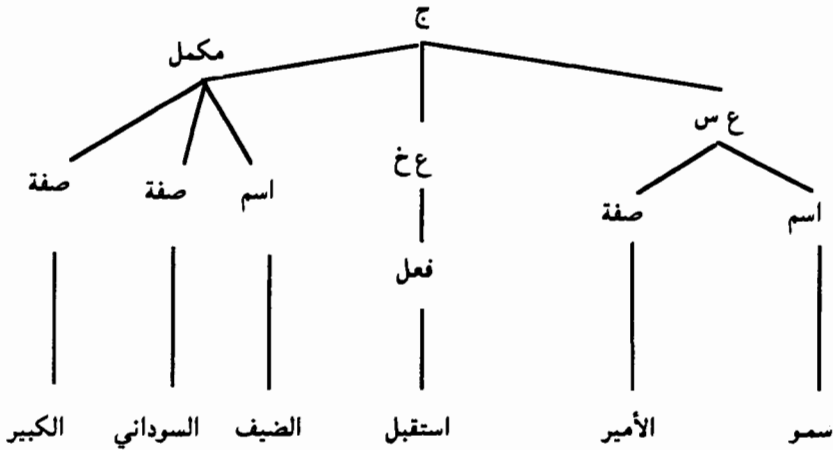 ج
مكمل
ع س
ع خ
اسم صفة
اسم صفة صفة
فعل
سمو الأمير استقبل الضيف السوداني الكبير